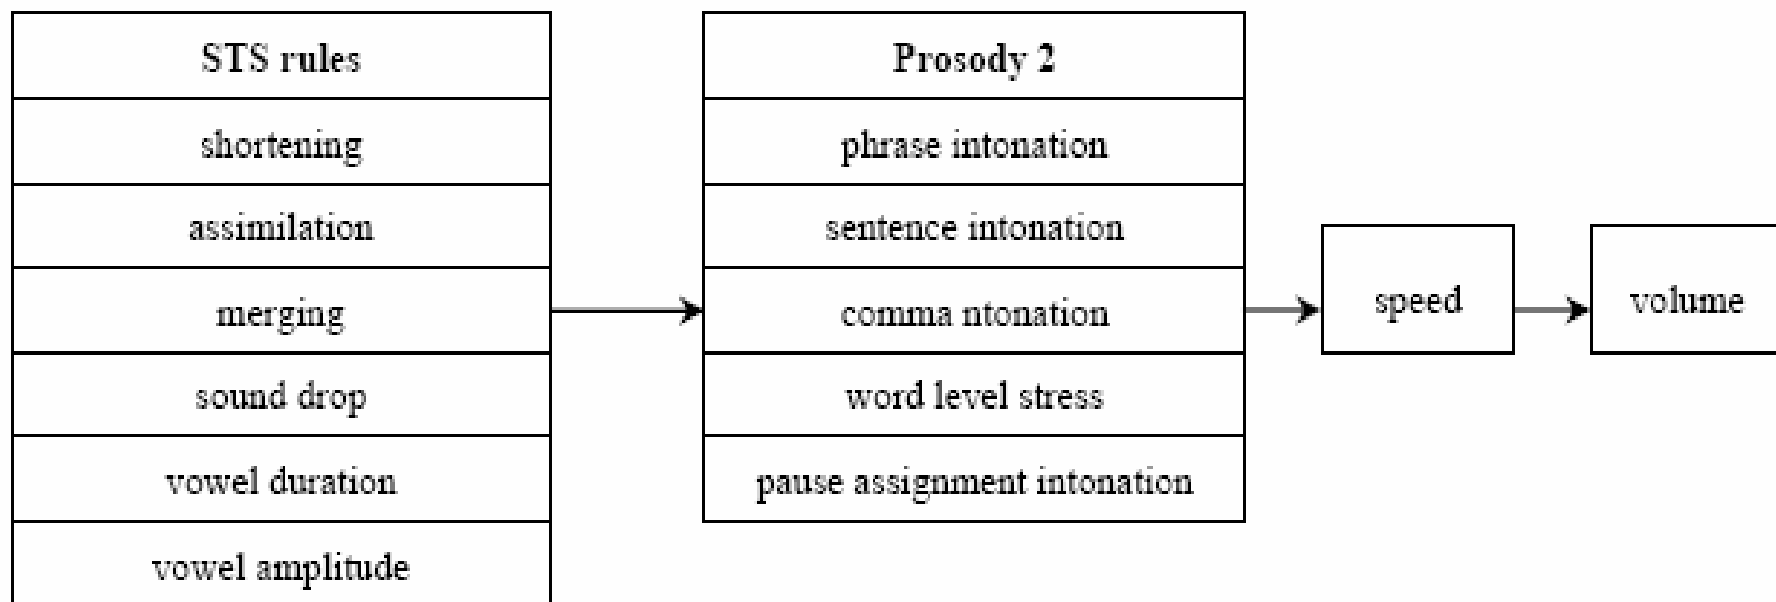 STS rules
shortening
assimilation
merging
sound drop
vowel duration
vowel amplitude
Prosody 2
phrase intonation
sentence intonation
comma ntonation
word level stress
pause assignment intonation
speed
volume